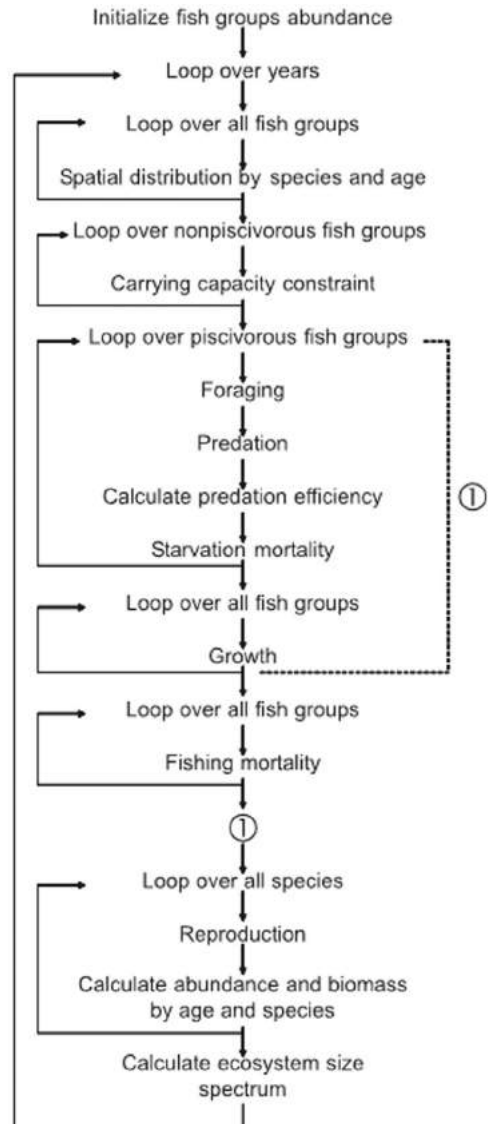 Initialize fish groups abundance
Loop over years
Loop over all fish groups
Spatial distribution by species and age
Loop over nonpiscivorous fish groups
Carrying capacity constraint
Loop over piscivorous fish groups
Foraging
Predation
①
Calculate predation efficiency
Starvation mortality
Loop over all fish groups
Growth
Loop over all fish groups
Fishing mortality
①
Loop over all species
Reproduction
Calculate abundance and biomass
by age and species
Calculate ecosystem size
spectrum